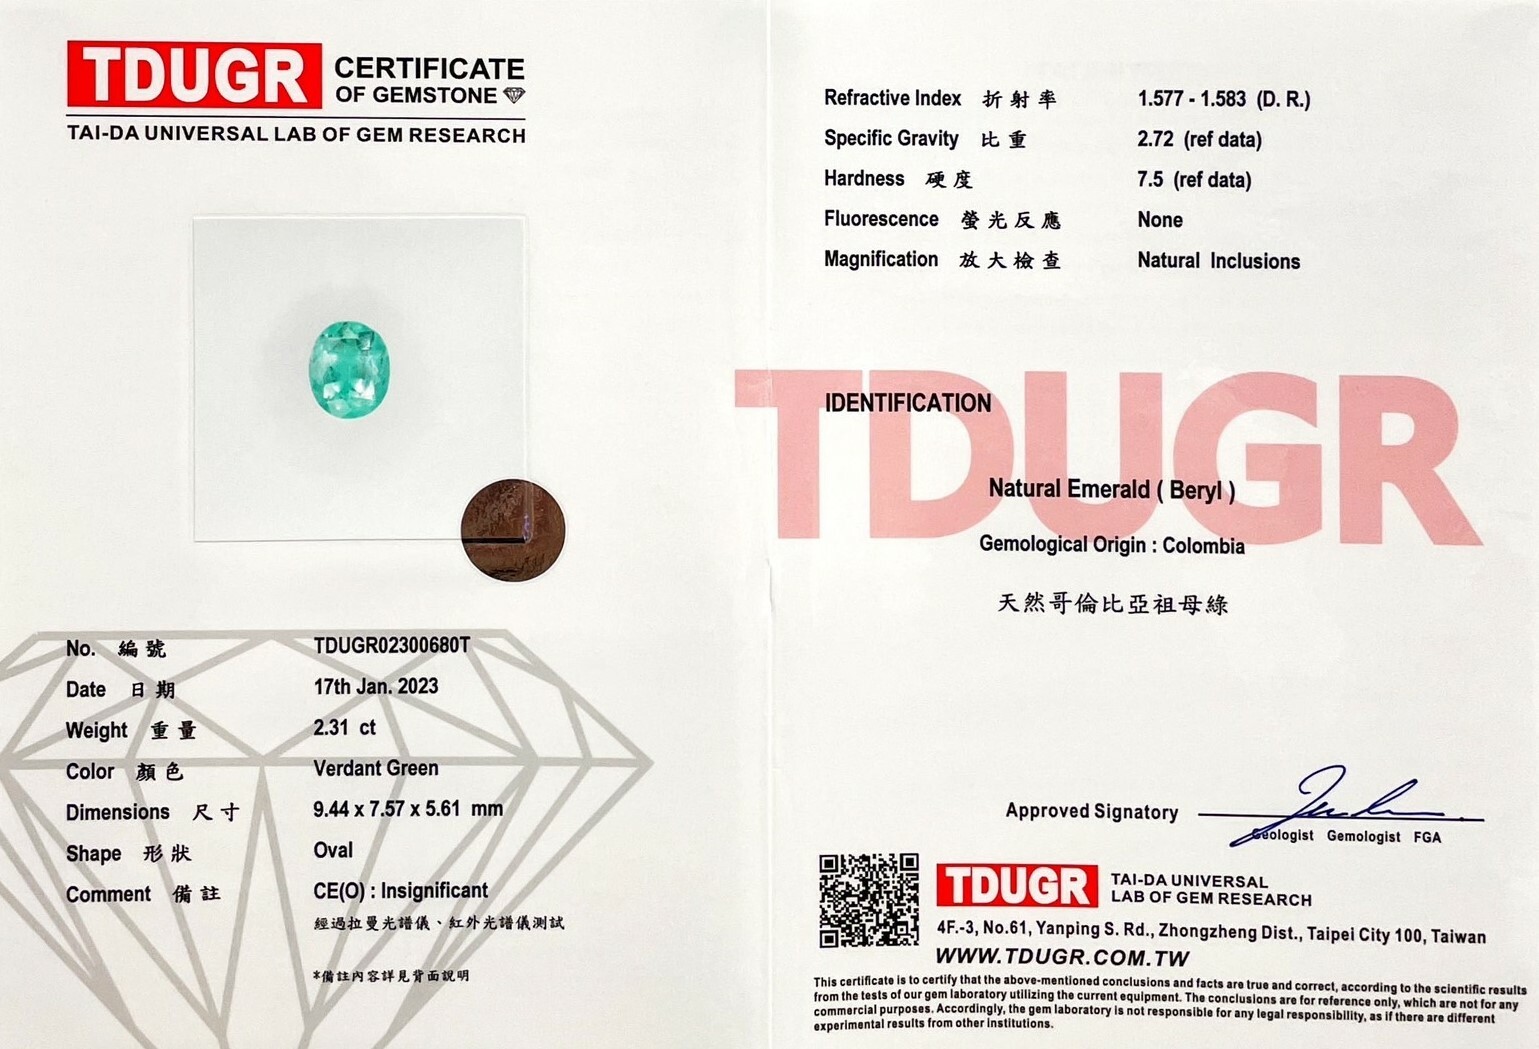 TDUGR CERTIFICATE
OF GEMSTONE
TAI-DA UNIVERSAL LAB OF GEM RESEARCH
No. 編號 TDUGR02300680T
Date 日期 17th Jan. 2023
Weight 重量 2.31 ct
Color 顏色 Verdant Green
Dimensions 尺寸 9.44 x 7.57 x 5.61 mm
Shape 形狀 Oval
Comment 備註 CE(O) : Insignificant
經過拉曼光譜儀、紅外光譜儀測試
*備註內容詳見背面說明
Refractive Index 折射率 1.577 - 1.583 (D. R.)
Specific Gravity 比重 2.72 (ref data)
Hardness 硬度 7.5 (ref data)
Fluorescence 螢光反應 None
Magnification 放大檢查 Natural Inclusions
TDUGR
IDENTIFICATION
Natural Emerald ( Beryl )
Gemological Origin : Colombia
天然哥倫比亞祖母綠
Approved Signatory
Geologist Gemologist FGA
TDUGR TAI-DA UNIVERSAL
LAB OF GEM RESEARCH
4F.-3, No.61, Yanping S. Rd., Zhongzheng Dist., Taipei City 100, Taiwan
WWW.TDUGR.COM.TW
This certificate is to certify that the above-mentioned conclusions and facts are true and correct, according to the scientific results
from the tests of our gem laboratory utilizing the current equipment. The conclusions are for reference only, which are not for any
commercial purposes. Accordingly, the gem laboratory is not responsible for any legal responsibility, as if there are different
experimental results from other institutions.